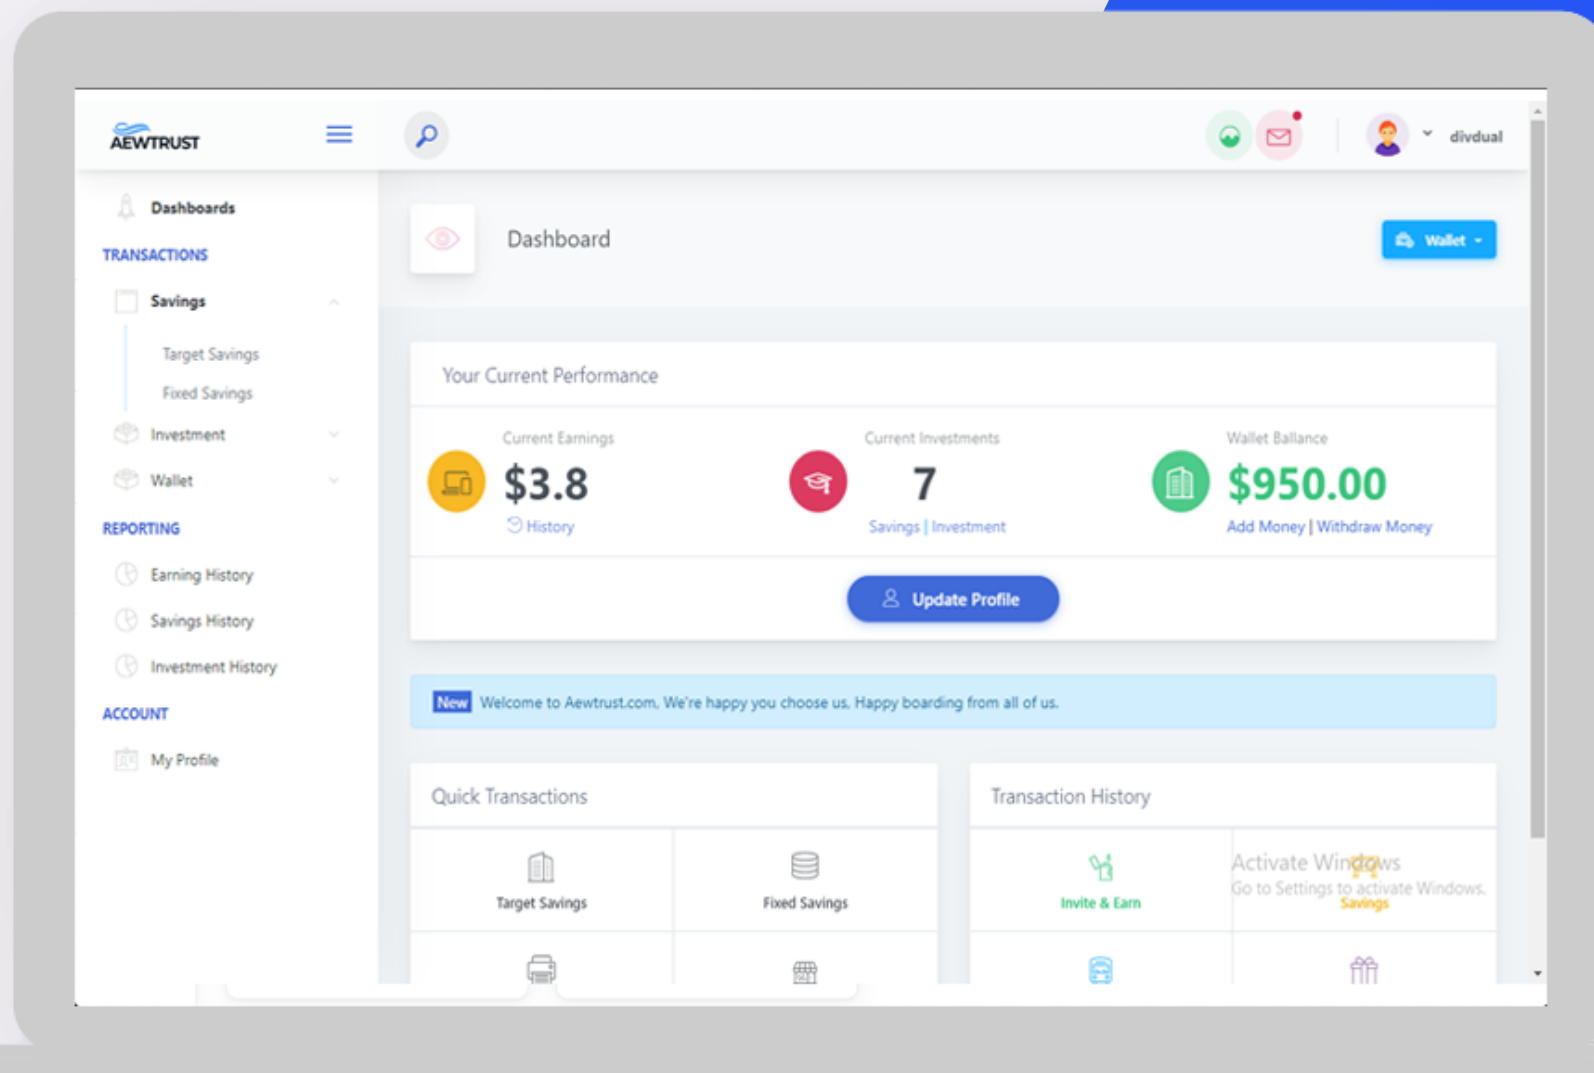 AEWTRUST
divdual
Dashboards
TRANSACTIONS
Savings
Target Savings
Fixed Savings
Investment
Wallet
REPORTING
Earning History
Savings History
Investment History
ACCOUNT
My Profile
Dashboard
Wallet
Your Current Performance
Current Earnings
$3.8
History
Current Investments
7
Savings | Investment
Wallet Ballance
$950.00
Add Money | Withdraw Money
Update Profile
New Welcome to Aewtrust.com, We're happy you choose us, Happy boarding from all of us.
Quick Transactions
Target Savings
Fixed Savings
Transaction History
Invite & Earn
Savings
Activate Windows
Go to Settings to activate Windows.